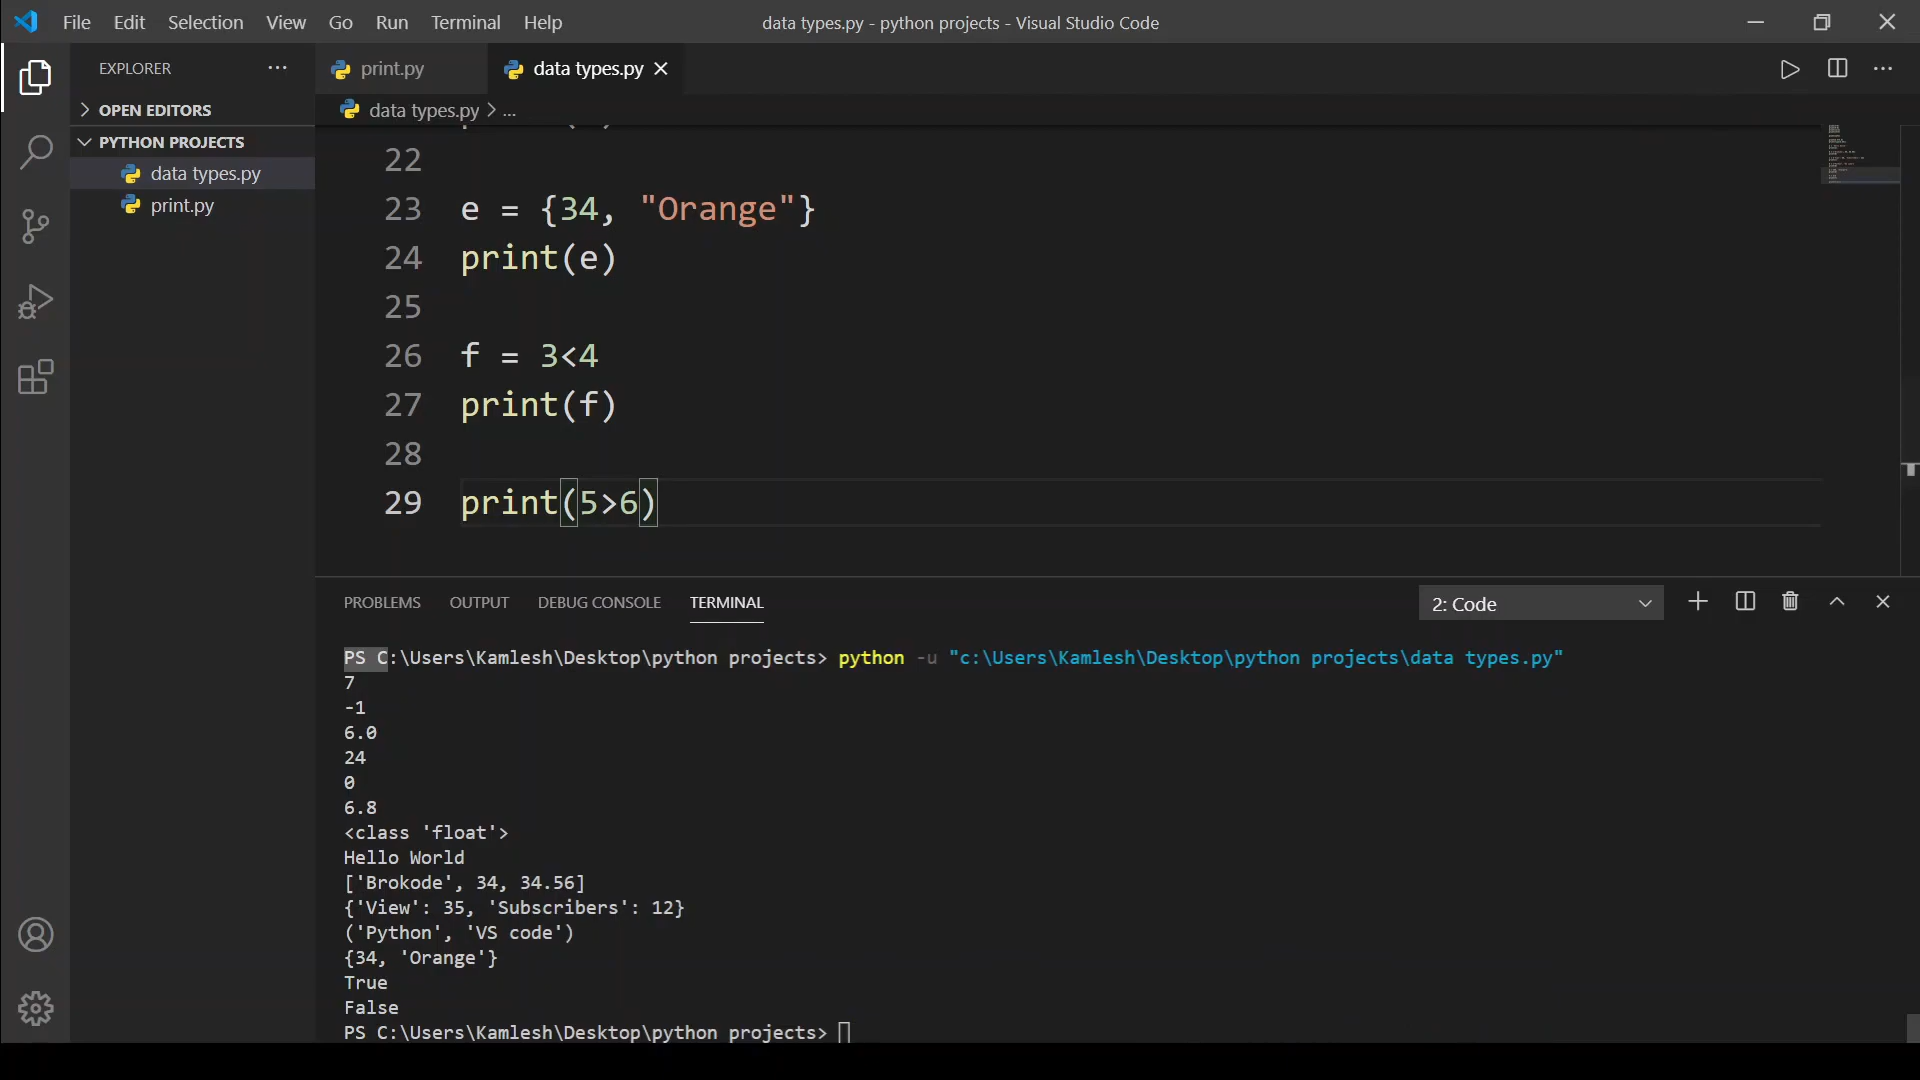 File Edit Selection View Go Run Terminal Help data types.py - python projects - Visual Studio Code
EXPLORER
print.py
data types.py
OPEN EDITORS
data types.py > ...
PYTHON PROJECTS
data types.py
print.py
22
23 e = {34, "Orange"}
24 print(e)
25
26 f = 3<4
27 print(f)
28
29 print(5>6)
PROBLEMS OUTPUT DEBUG CONSOLE TERMINAL 2: Code
PS C:\Users\Kamlesh\Desktop\python projects> python -u "c:\Users\Kamlesh\Desktop\python projects\data types.py"
7
-1
6.0
24
0
6.8
<class 'float'>
Hello World
['Brokode', 34, 34.56]
{'View': 35, 'Subscribers': 12}
('Python', 'VS code')
{34, 'Orange'}
True
False
PS C:\Users\Kamlesh\Desktop\python projects>